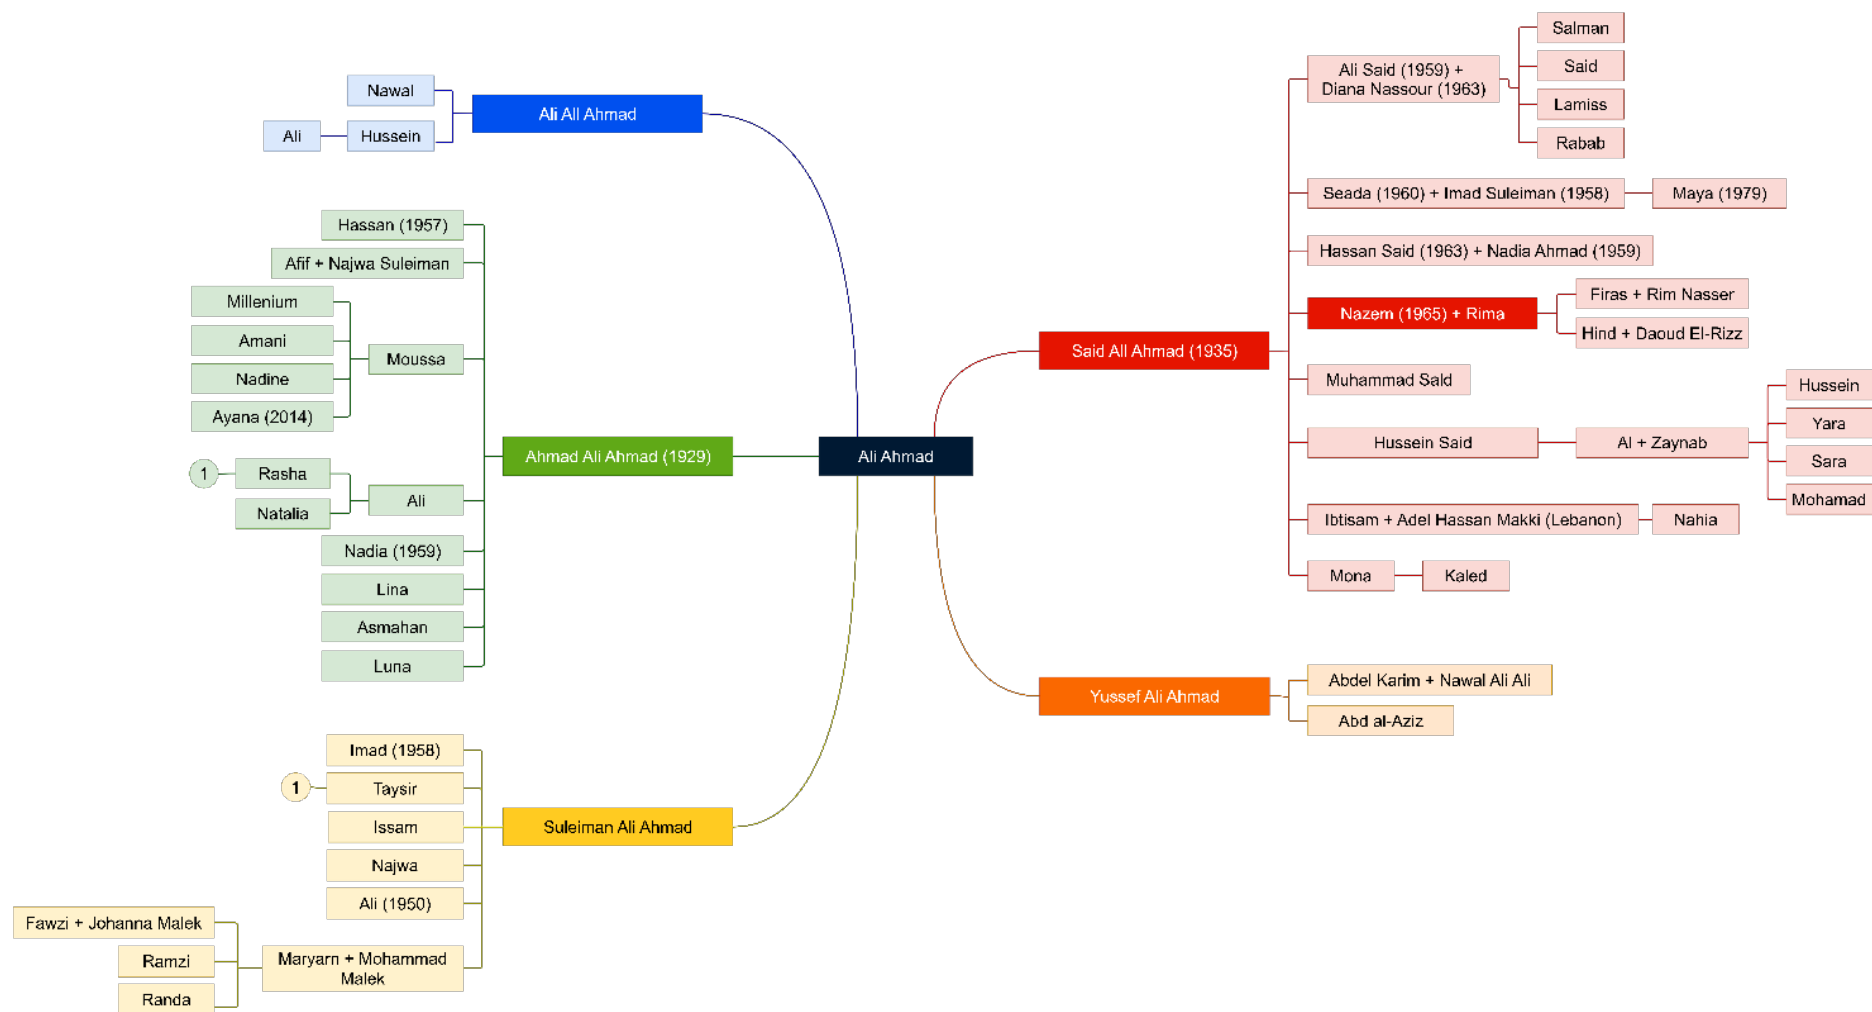 Nawal
Ali
Hussein
Ali All Ahmad
Hassan (1957)
Afif + Najwa Suleiman
Millenium
Amani
Nadine
Ayana (2014)
Moussa
1
Rasha
Natalia
Ali
Nadia (1959)
Lina
Asmahan
Luna
Ahmad Ali Ahmad (1929)
Imad (1958)
1
Taysir
Issam
Najwa
Ali (1950)
Fawzi + Johanna Malek
Ramzi
Randa
Maryarn + Mohammad
Malek
Suleiman Ali Ahmad
Ali Ahmad
Said All Ahmad (1935)
Ali Said (1959) +
Diana Nassour (1963)
Salman
Said
Lamiss
Rabab
Seada (1960) + Imad Suleiman (1958)
Maya (1979)
Hassan Said (1963) + Nadia Ahmad (1959)
Nazem (1965) + Rima
Firas + Rim Nasser
Hind + Daoud El-Rizz
Muhammad Sald
Hussein Said
Al + Zaynab
Hussein
Yara
Sara
Mohamad
Ibtisam + Adel Hassan Makki (Lebanon)
Nahia
Mona
Kaled
Yussef Ali Ahmad
Abdel Karim + Nawal Ali Ali
Abd al-Aziz